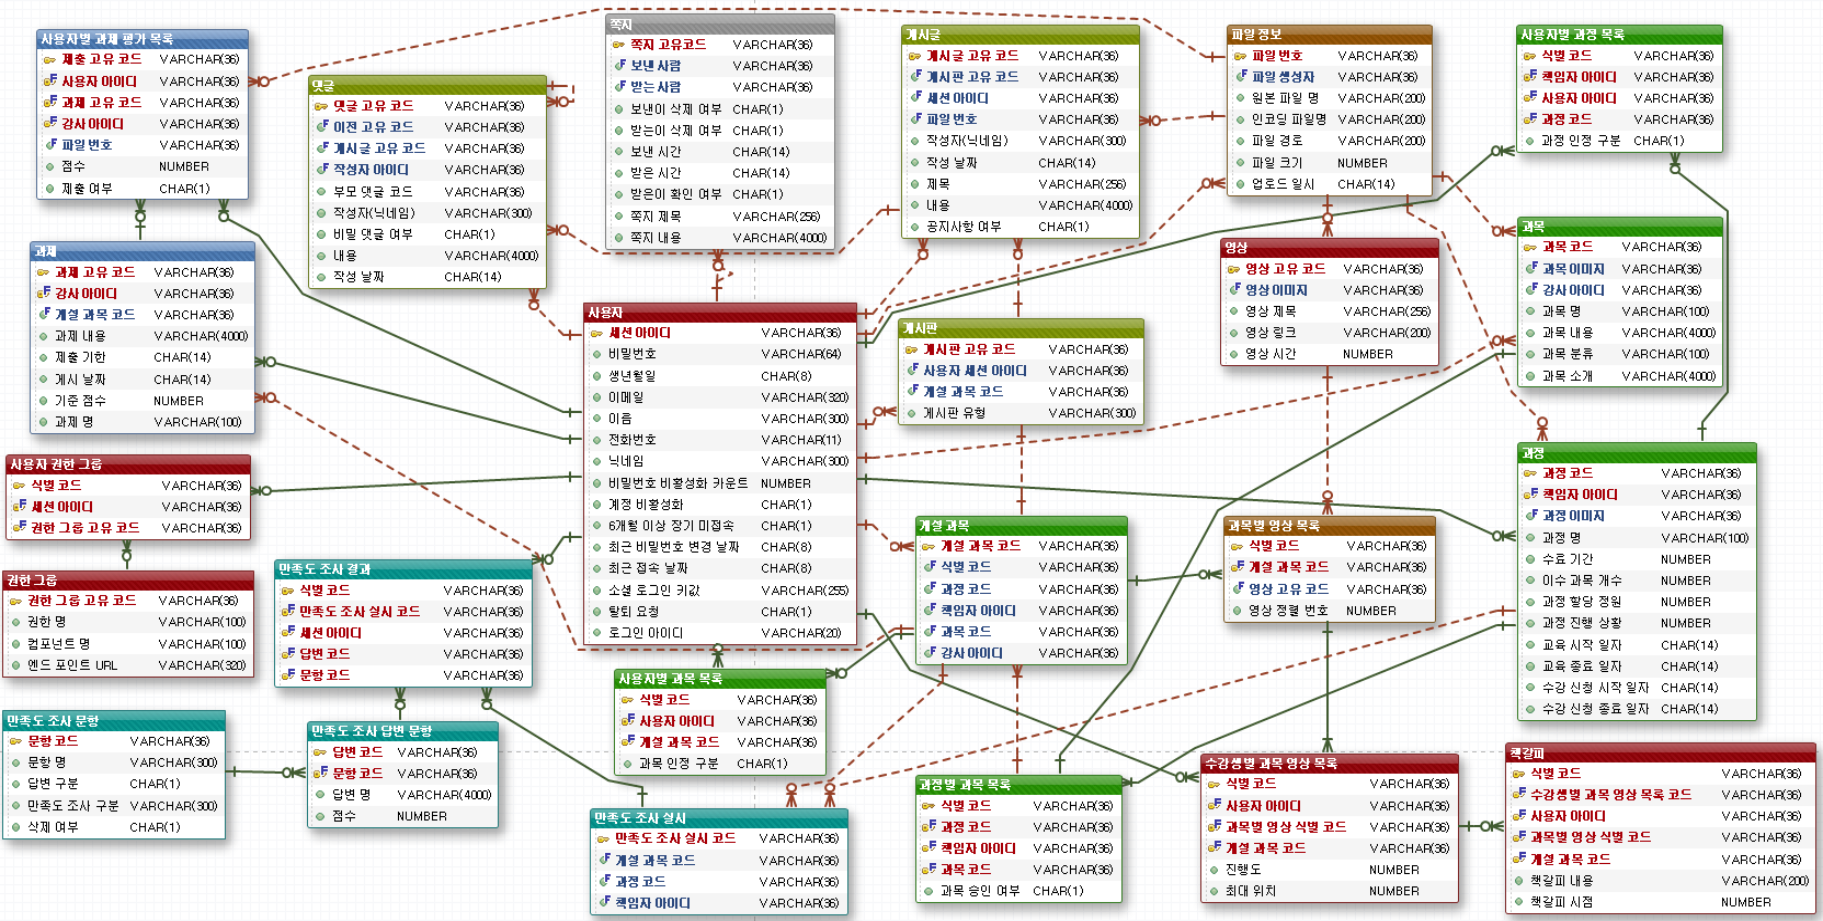 사용자별 과제 평가 목록
제출 고유 코드 VARCHAR(36)
사용자 아이디 VARCHAR(36)
과제 고유 코드 VARCHAR(36)
강사 아이디 VARCHAR(36)
파일 번호 VARCHAR(36)
점수 NUMBER
제출 여부 CHAR(1)
댓글
댓글 고유 코드 VARCHAR(36)
이전 고유 코드 VARCHAR(36)
게시글 고유 코드 VARCHAR(36)
작성자 아이디 VARCHAR(36)
부모 댓글 코드 VARCHAR(36)
작성자(닉네임) VARCHAR(300)
비밀 댓글 여부 CHAR(1)
내용 VARCHAR(4000)
작성 날짜 CHAR(14)
쪽지
쪽지 고유코드 VARCHAR(36)
보낸 사람 VARCHAR(36)
받는 사람 VARCHAR(36)
보낸이 삭제 여부 CHAR(1)
받는이 삭제 여부 CHAR(1)
보낸 시간 CHAR(14)
받은 시간 CHAR(14)
받은이 확인 여부 CHAR(1)
쪽지 제목 VARCHAR(256)
쪽지 내용 VARCHAR(4000)
게시글
게시글 고유 코드 VARCHAR(36)
게시판 고유 코드 VARCHAR(36)
세션 아이디 VARCHAR(36)
파일 번호 VARCHAR(36)
작성자(닉네임) VARCHAR(300)
작성 날짜 CHAR(14)
제목 VARCHAR(256)
내용 VARCHAR(4000)
공지사항 여부 CHAR(1)
파일 정보
파일 번호 VARCHAR(36)
파일 생성자 VARCHAR(36)
원본 파일 명 VARCHAR(200)
인코딩 파일명 VARCHAR(200)
파일 경로 VARCHAR(200)
파일 크기 NUMBER
업로드 일시 CHAR(14)
사용자별 과정 목록
식별 코드 VARCHAR(36)
책임자 아이디 VARCHAR(36)
사용자 아이디 VARCHAR(36)
과정 코드 VARCHAR(36)
과정 인정 구분 CHAR(1)
과제
과제 고유 코드 VARCHAR(36)
강사 아이디 VARCHAR(36)
개설 과목 코드 VARCHAR(36)
과제 내용 VARCHAR(4000)
제출 기한 CHAR(14)
게시 날짜 CHAR(14)
기준 점수 NUMBER
과제 명 VARCHAR(100)
사용자
세션 아이디 VARCHAR(36)
비밀번호 VARCHAR(64)
생년월일 CHAR(8)
이메일 VARCHAR(320)
이름 VARCHAR(300)
전화번호 VARCHAR(11)
닉네임 VARCHAR(300)
비밀번호 비활성화 카운트 NUMBER
계정 비활성화 CHAR(1)
6개월 이상 장기 미접속 CHAR(1)
최근 비밀번호 변경 날짜 CHAR(8)
최근 접속 날짜 CHAR(8)
소셜 로그인 키값 VARCHAR(255)
탈퇴 요청 CHAR(1)
로그인 아이디 VARCHAR(20)
게시판
게시판 고유 코드 VARCHAR(36)
사용자 세션 아이디 VARCHAR(36)
개설 과목 코드 VARCHAR(36)
게시판 유형 VARCHAR(300)
영상
영상 고유 코드 VARCHAR(36)
영상 이미지 VARCHAR(36)
영상 제목 VARCHAR(256)
영상 링크 VARCHAR(200)
영상 시간 NUMBER
과목
과목 코드 VARCHAR(36)
과목 이미지 VARCHAR(36)
강사 아이디 VARCHAR(36)
과목 명 VARCHAR(100)
과목 내용 VARCHAR(4000)
과목 분류 VARCHAR(100)
과목 소개 VARCHAR(4000)
사용자 권한 그룹
식별 코드 VARCHAR(36)
세션 아이디 VARCHAR(36)
권한 그룹 고유 코드 VARCHAR(36)
권한 그룹
권한 그룹 고유 코드 VARCHAR(36)
권한 명 VARCHAR(100)
컴포넌트 명 VARCHAR(100)
엔드 포인트 URL VARCHAR(320)
만족도 조사 결과
식별 코드 VARCHAR(36)
만족도 조사 실시 코드 VARCHAR(36)
세션 아이디 VARCHAR(36)
답변 코드 VARCHAR(36)
문항 코드 VARCHAR(36)
개설 과목
개설 과목 코드 VARCHAR(36)
식별 코드 VARCHAR(36)
과정 코드 VARCHAR(36)
책임자 아이디 VARCHAR(36)
과목 코드 VARCHAR(36)
강사 아이디 VARCHAR(36)
과목별 영상 목록
식별 코드 VARCHAR(36)
개설 과목 코드 VARCHAR(36)
영상 고유 코드 VARCHAR(36)
영상 정렬 번호 NUMBER
과정
과정 코드 VARCHAR(36)
책임자 아이디 VARCHAR(36)
과정 이미지 VARCHAR(36)
과정 명 VARCHAR(100)
수료 기간 NUMBER
이수 과목 개수 NUMBER
과정 할당 정원 NUMBER
과정 진행 상황 NUMBER
교육 시작 일자 CHAR(14)
교육 종료 일자 CHAR(14)
수강 신청 시작 일자 CHAR(14)
수강 신청 종료 일자 CHAR(14)
만족도 조사 문항
문항 코드 VARCHAR(36)
문항 명 VARCHAR(300)
답변 구분 CHAR(1)
만족도 조사 구분 VARCHAR(300)
삭제 여부 CHAR(1)
만족도 조사 답변 문항
답변 코드 VARCHAR(36)
문항 코드 VARCHAR(36)
답변 명 VARCHAR(4000)
점수 NUMBER
사용자별 과목 목록
식별 코드 VARCHAR(36)
사용자 아이디 VARCHAR(36)
개설 과목 코드 VARCHAR(36)
과목 인정 구분 CHAR(1)
만족도 조사 실시
만족도 조사 실시 코드 VARCHAR(36)
개설 과목 코드 VARCHAR(36)
과정 코드 VARCHAR(36)
책임자 아이디 VARCHAR(36)
과정별 과목 목록
식별 코드 VARCHAR(36)
과정 코드 VARCHAR(36)
책임자 아이디 VARCHAR(36)
과목 코드 VARCHAR(36)
과목 승인 여부 CHAR(1)
수강생별 과목 영상 목록
식별 코드 VARCHAR(36)
사용자 아이디 VARCHAR(36)
과목별 영상 식별 코드 VARCHAR(36)
개설 과목 코드 VARCHAR(36)
진행도 NUMBER
최대 위치 NUMBER
책갈피
식별 코드 VARCHAR(36)
수강생별 과목 영상 목록 코드 VARCHAR(36)
사용자 아이디 VARCHAR(36)
과목별 영상 식별 코드 VARCHAR(36)
개설 과목 코드 VARCHAR(36)
책갈피 내용 VARCHAR(200)
책갈피 시점 NUMBER